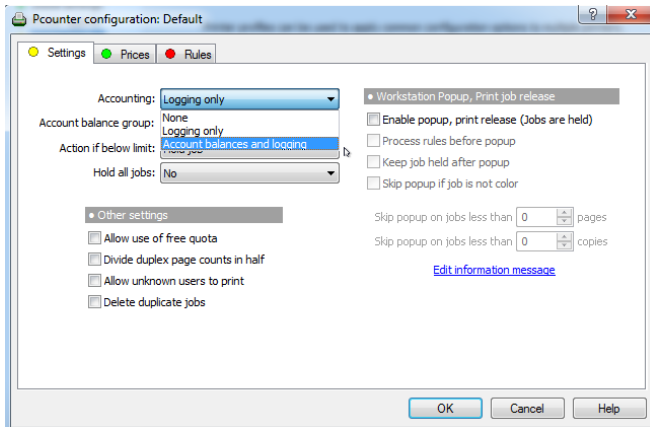 Pcounter configuration: Default
Settings
Prices
Rules
Accounting: Logging only
None
Logging only
Account balances and logging
Account balance group:
Action if below limit:
Hold all jobs: No
• Other settings
Allow use of free quota
Divide duplex page counts in half
Allow unknown users to print
Delete duplicate jobs
• Workstation Popup, Print job release
Enable popup, print release (Jobs are held)
Process rules before popup
Keep job held after popup
Skip popup if job is not color
Skip popup on jobs less than 0 pages
Skip popup on jobs less than 0 copies
Edit information message
OK Cancel Help